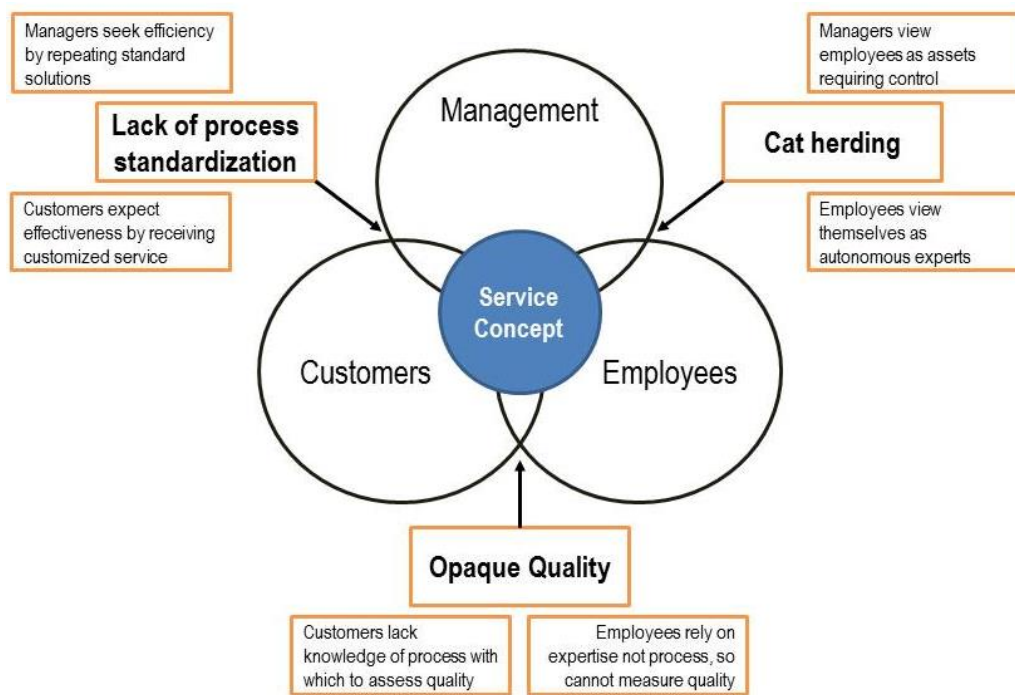 Managers seek efficiency
by repeating standard
solutions
Managers view
employees as assets
requiring control
Management
Lack of process
standardization
Cat herding
Customers expect
effectiveness by receiving
customized service
Employees view
themselves as
autonomous experts
Service
Concept
Customers
Employees
Opaque Quality
Customers lack
knowledge of process with
which to assess quality
Employees rely on
expertise not process, so
cannot measure quality